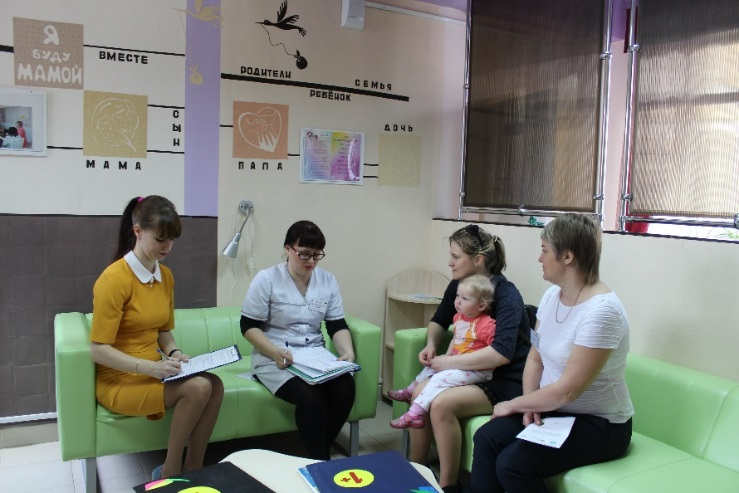 Я
БУДУ
МАМОЙ
ВМЕСТЕ
РОДИТЕЛИ
СЕМЬЯ
РЕБЁНОК
СЫН
ДОЧЬ
МАМА
ПАПА